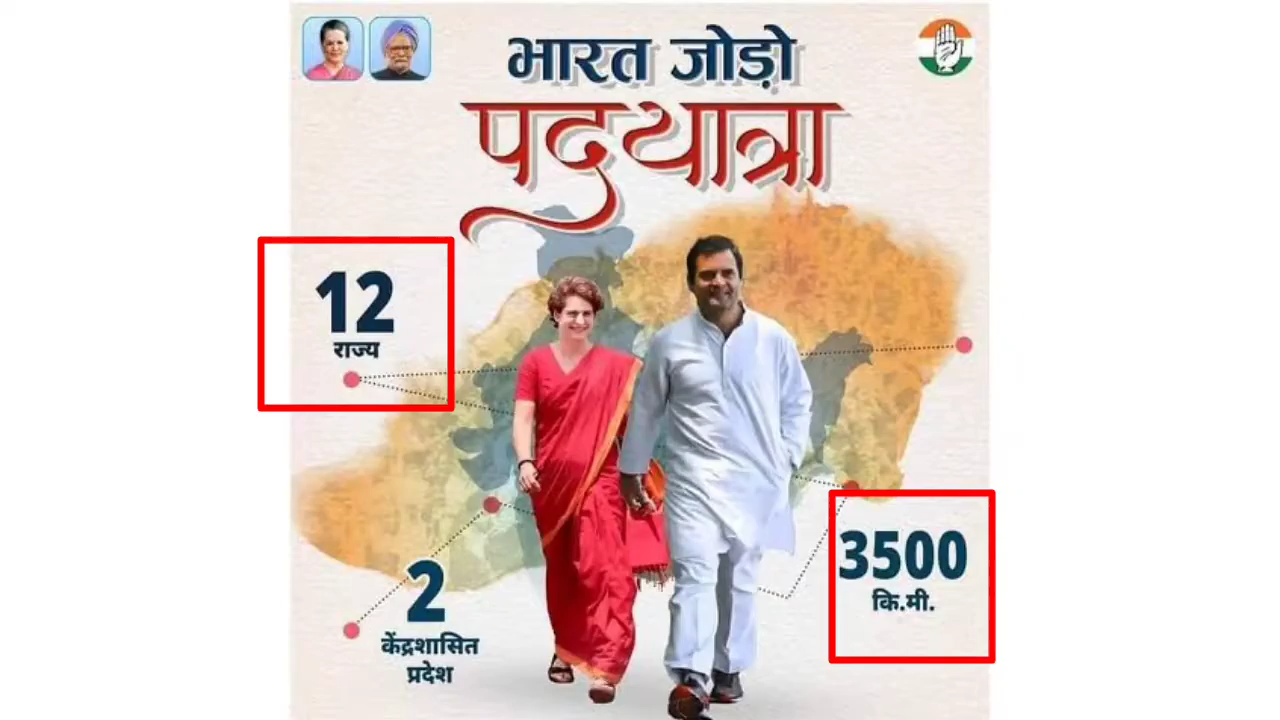 भारत जोड़ो
पदयात्रा
12
राज्य
2
केंद्रशासित
प्रदेश
3500
कि.मी.